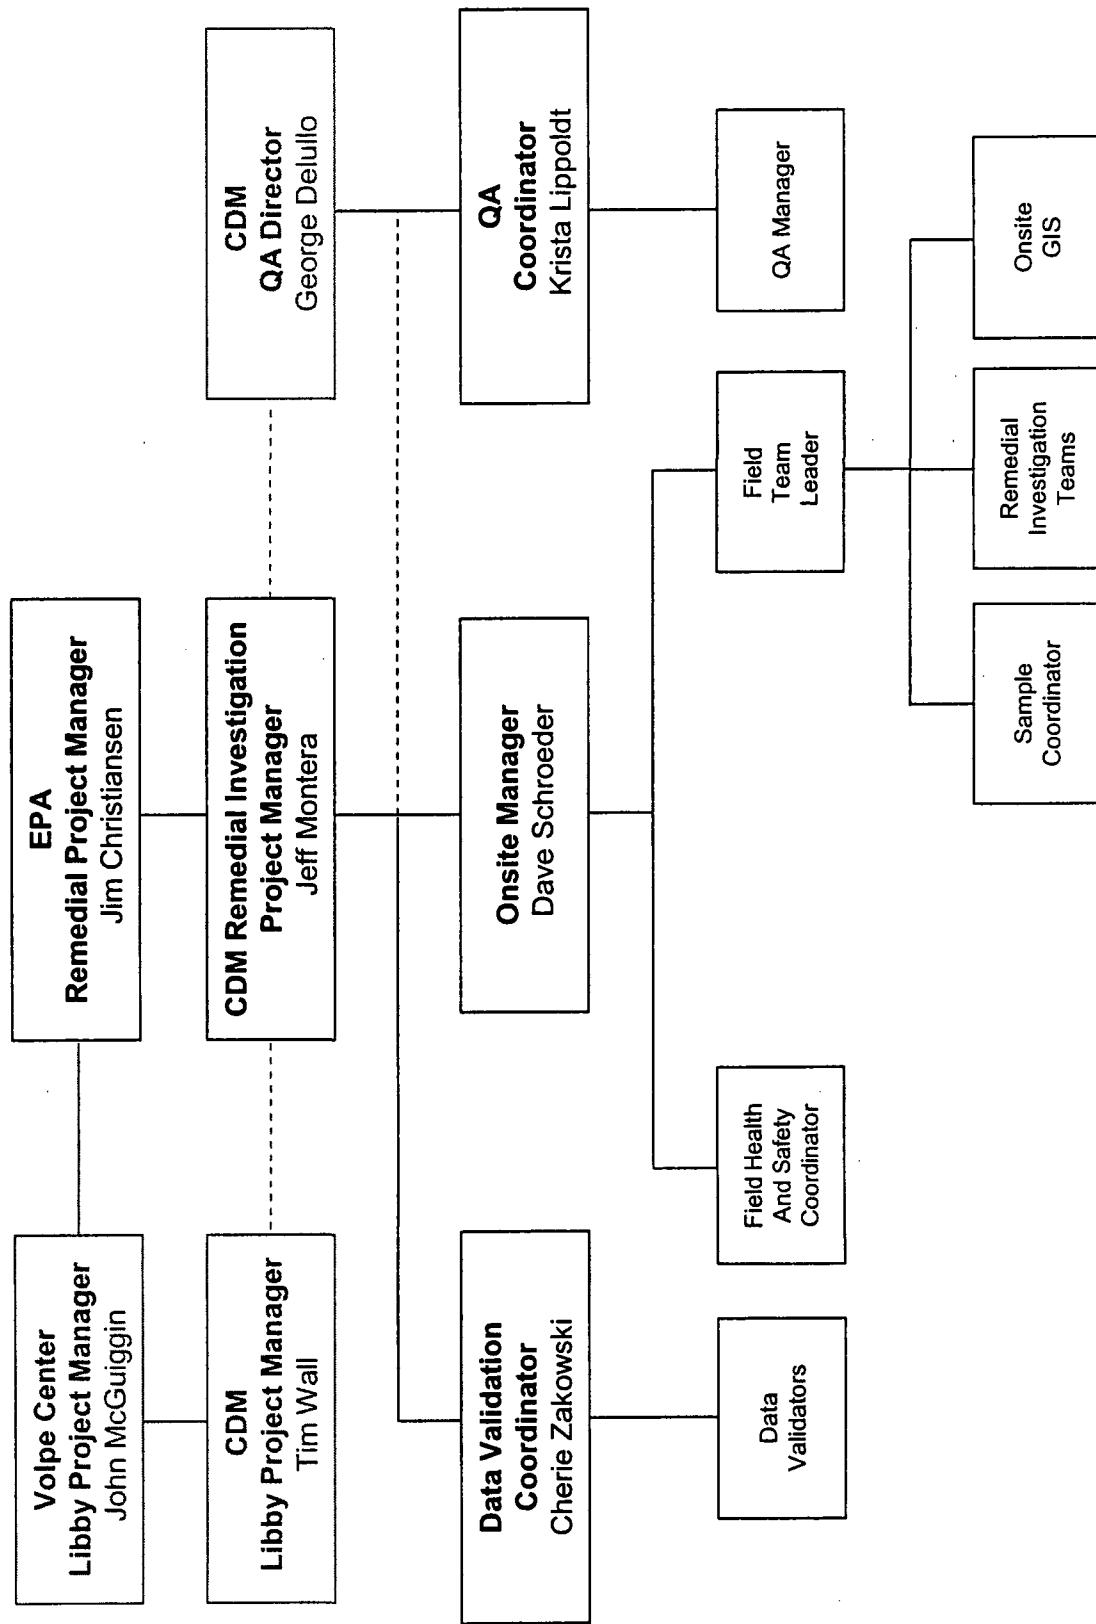 Volpe Center
Libby Project Manager
John McGuiggin
EPA
Remedial Project Manager
Jim Christiansen
CDM
Libby Project Manager
Tim Wall
CDM Remedial Investigation
Project Manager
Jeff Montera
CDM
QA Director
George Delullo
Data Validation
Coordinator
Cherie Zakowski
Onsite Manager
Dave Schroeder
QA
Coordinator
Krista Lippoldt
Data
Validators
Field Health
And Safety
Coordinator
Field
Team
Leader
QA Manager
Sample
Coordinator
Remedial
Investigation
Teams
Onsite
GIS